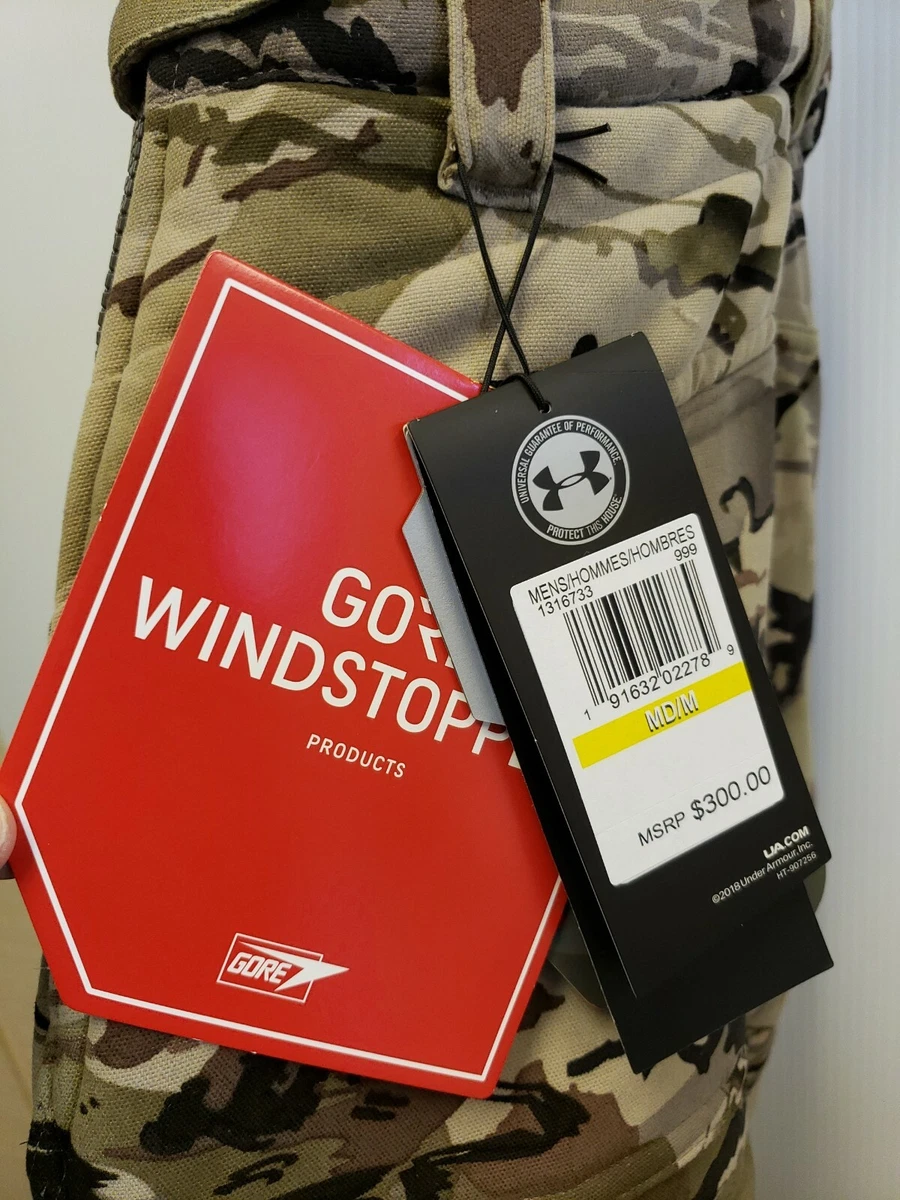 GORE
WINDSTOPP
PRODUCTS
GORE
UNIVERSAL GUARANTEE OF PERFORMANCE.
PROTECT THIS HOUSE.
MENS/HOMMES/HOMBRES
1316733 999
1 91632 02278 9
MD/M
MSRP $300.00
UA.COM
©2018 Under Armour, Inc.
HT-907256